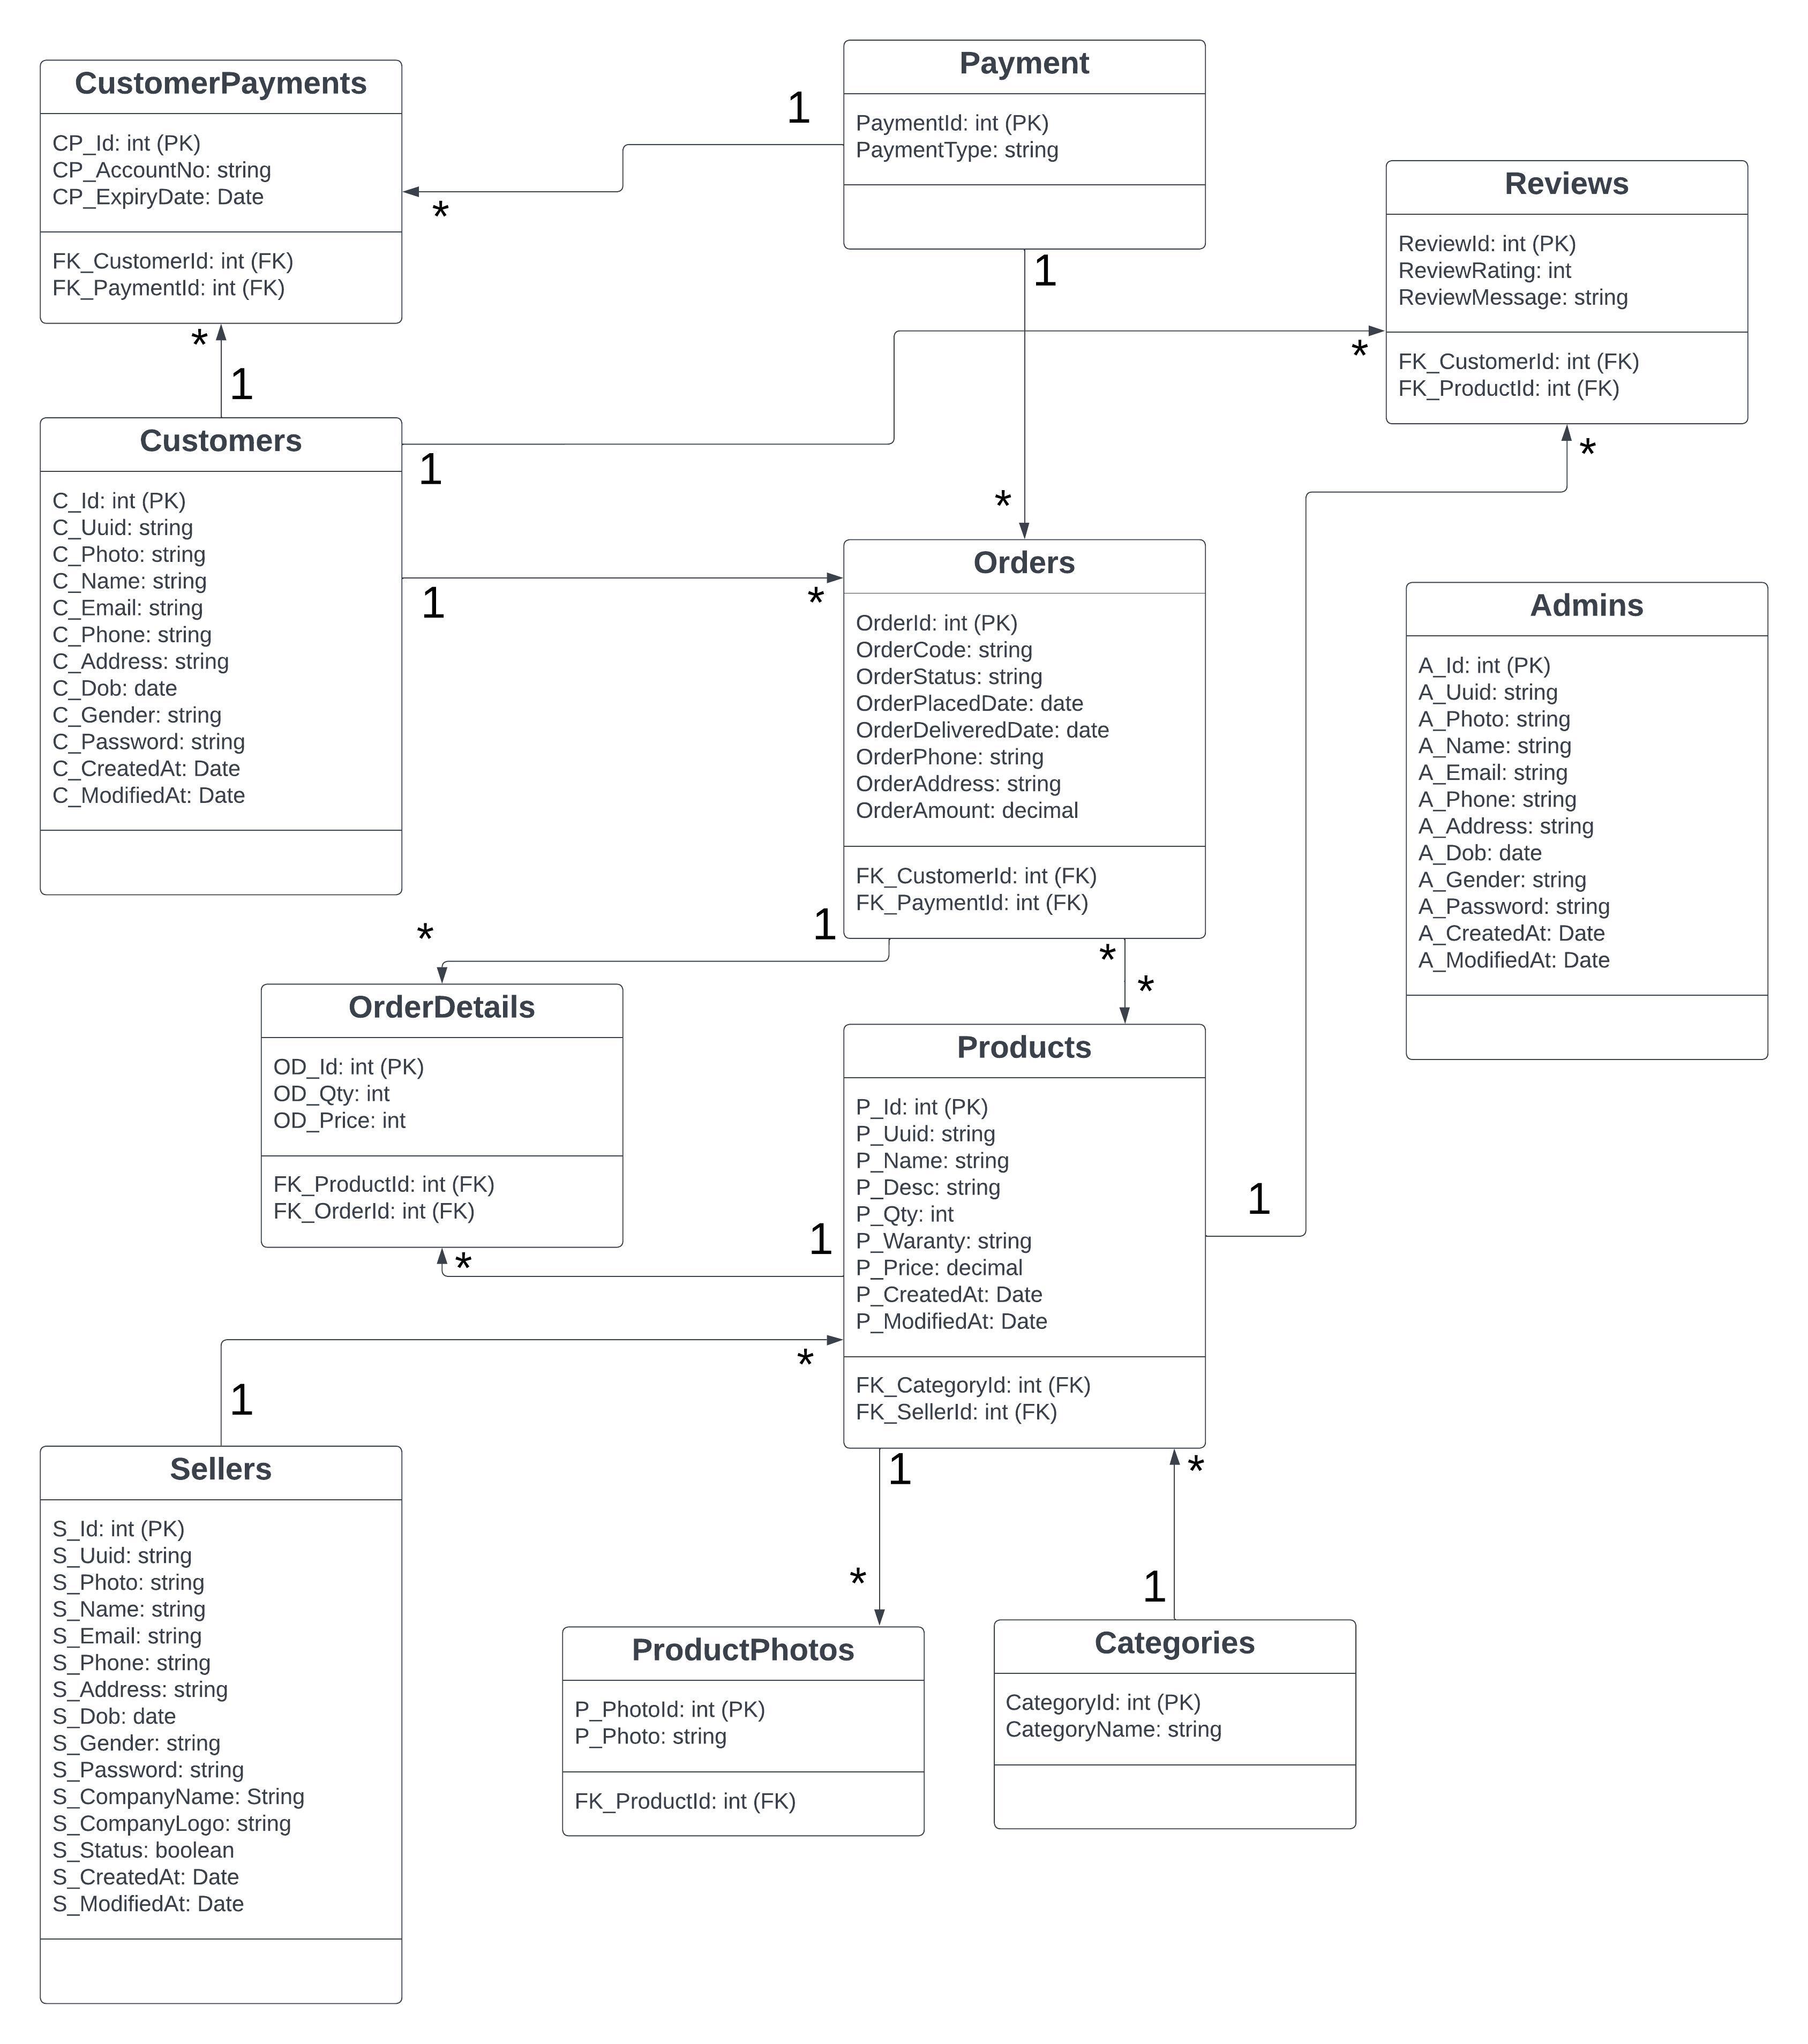 CustomerPayments
CP_Id: int (PK)
CP_AccountNo: string
CP_ExpiryDate: Date
FK_CustomerId: int (FK)
FK_PaymentId: int (FK)
*
1
Payment
PaymentId: int (PK)
PaymentType: string
1
*
1
*
Reviews
ReviewId: int (PK)
ReviewRating: int
ReviewMessage: string
FK_CustomerId: int (FK)
FK_ProductId: int (FK)
*
*
Customers
C_Id: int (PK)
C_Uuid: string
C_Photo: string
C_Name: string
C_Email: string
C_Phone: string
C_Address: string
C_Dob: date
C_Gender: string
C_Password: string
C_CreatedAt: Date
C_ModifiedAt: Date
1
1
*
Orders
OrderId: int (PK)
OrderCode: string
OrderStatus: string
OrderPlacedDate: date
OrderDeliveredDate: date
OrderPhone: string
OrderAddress: string
OrderAmount: decimal
FK_CustomerId: int (FK)
FK_PaymentId: int (FK)
1
*
*
*
Admins
A_Id: int (PK)
A_Uuid: string
A_Photo: string
A_Name: string
A_Email: string
A_Phone: string
A_Address: string
A_Dob: date
A_Gender: string
A_Password: string
A_CreatedAt: Date
A_ModifiedAt: Date
OrderDetails
OD_Id: int (PK)
OD_Qty: int
OD_Price: int
FK_ProductId: int (FK)
FK_OrderId: int (FK)
*
1
Products
P_Id: int (PK)
P_Uuid: string
P_Name: string
P_Desc: string
P_Qty: int
P_Waranty: string
P_Price: decimal
P_CreatedAt: Date
P_ModifiedAt: Date
FK_CategoryId: int (FK)
FK_SellerId: int (FK)
1
*
1
1
*
Sellers
S_Id: int (PK)
S_Uuid: string
S_Photo: string
S_Name: string
S_Email: string
S_Phone: string
S_Address: string
S_Dob: date
S_Gender: string
S_Password: string
S_CompanyName: String
S_CompanyLogo: string
S_Status: boolean
S_CreatedAt: Date
S_ModifiedAt: Date
*
1
ProductPhotos
P_PhotoId: int (PK)
P_Photo: string
FK_ProductId: int (FK)
Categories
CategoryId: int (PK)
CategoryName: string